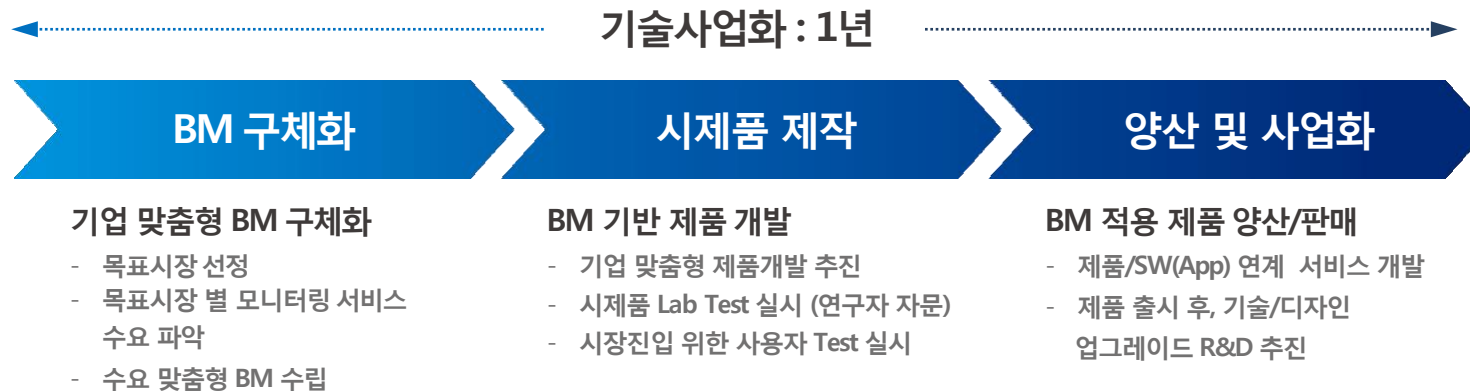 기술사업화 : 1년
BM 구체화
시제품 제작
양산 및 사업화
기업 맞춤형 BM 구체화
- 목표시장 선정
- 목표시장 별 모니터링 서비스
수요 파악
- 수요 맞춤형 BM 수립
BM 기반 제품 개발
- 기업 맞춤형 제품개발 추진
- 시제품 Lab Test 실시 (연구자 자문)
- 시장진입 위한 사용자 Test 실시
BM 적용 제품 양산/판매
- 제품/SW(App) 연계 서비스 개발
- 제품 출시 후, 기술/디자인
업그레이드 R&D 추진